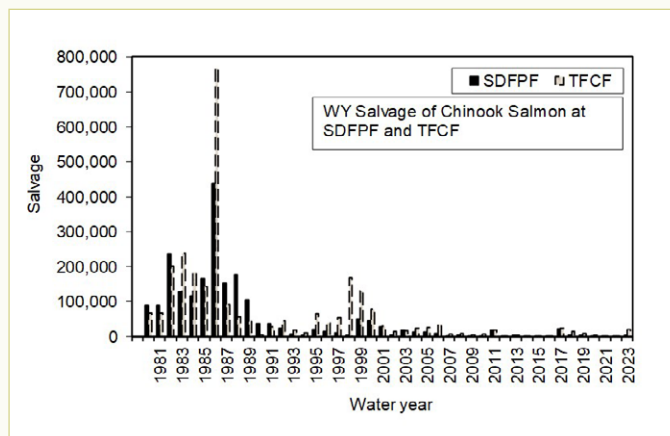 800,000
700,000
600,000
500,000
400,000
300,000
200,000
100,000
0
Salvage
SDFPF TFCF
WY Salvage of Chinook Salmon at
SDFPF and TFCF
1981 1983 1985 1987 1989 1991 1993 1995 1997 1999 2001 2003 2005 2007 2009 2011 2013 2015 2017 2019 2021 2023
Water year